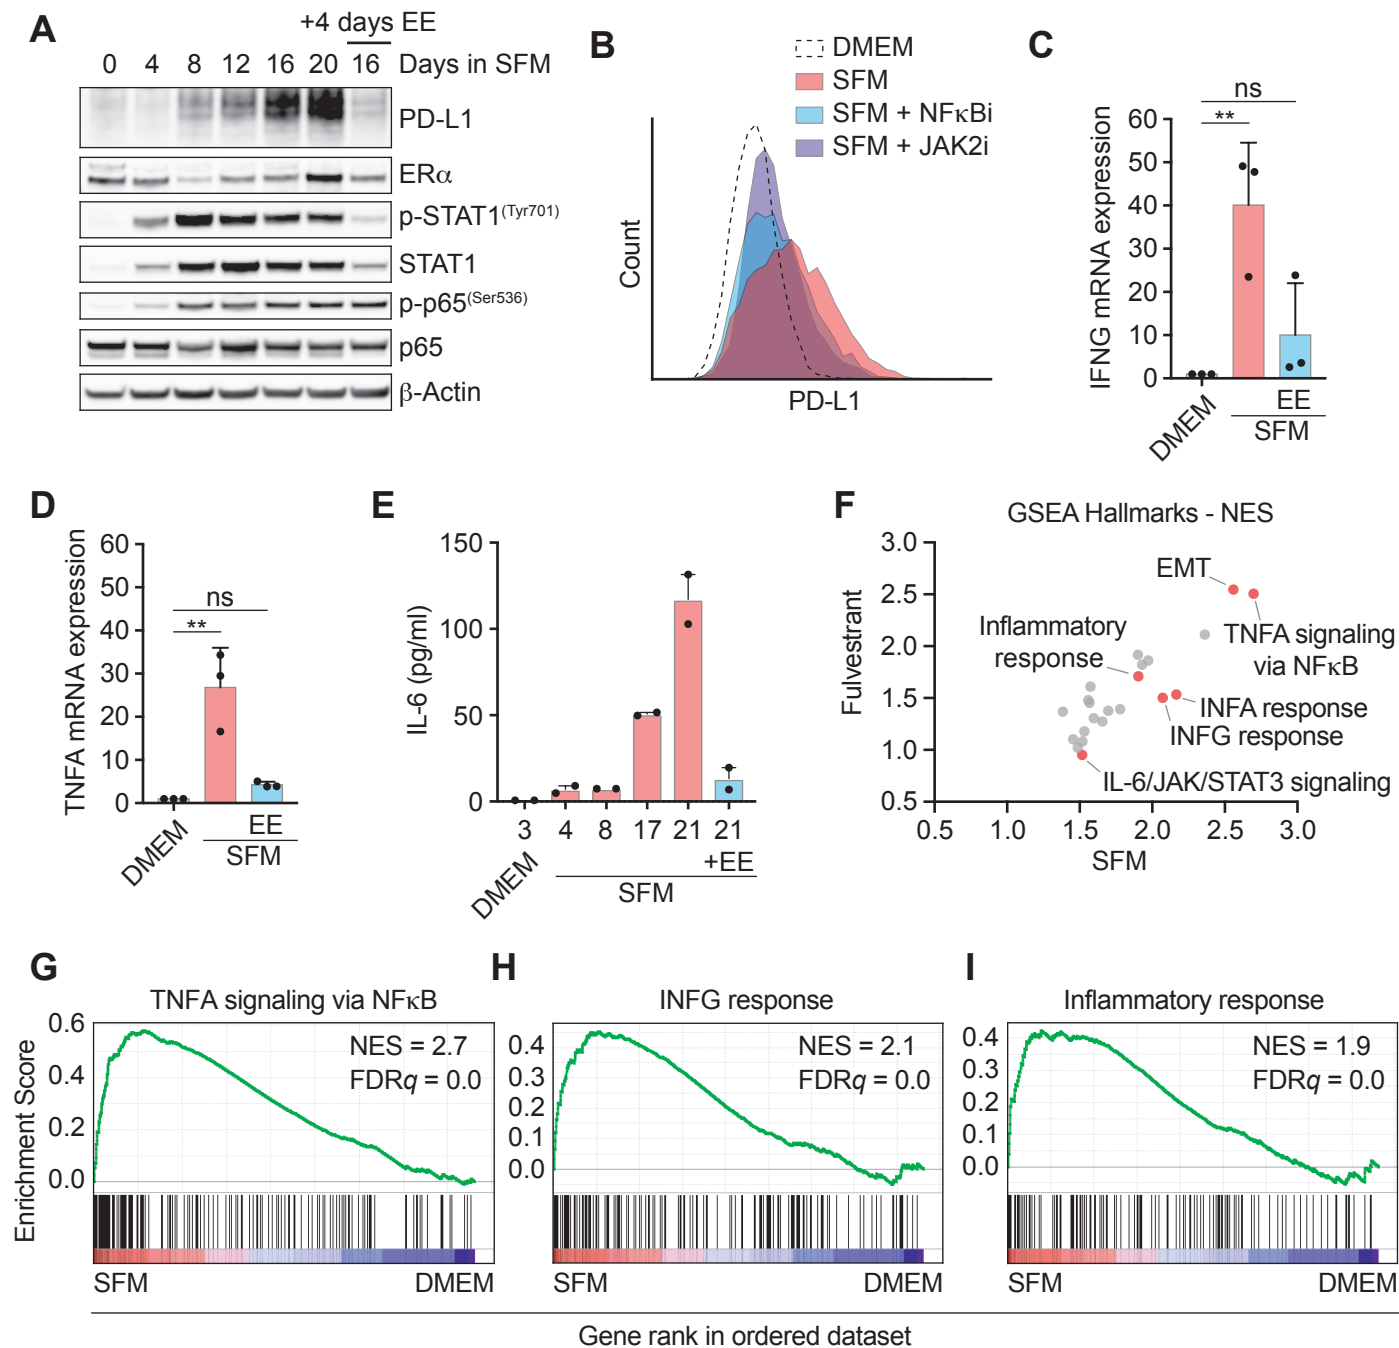 A
+4 days EE
0 4 8 12 16 20 16 Days in SFM
PD-L1
ERα
p-STAT1(Tyr701)
STAT1
p-p65(Ser536)
p65
β-Actin
B
DMEM
SFM
SFM + NFκBi
SFM + JAK2i
Count
PD-L1
C
ns
**
IFNG mRNA expression
60
50
40
30
20
10
0
DMEM
EE
SFM
D
ns
**
TNFA mRNA expression
60
50
40
30
20
10
0
DMEM
EE
SFM
E
IL-6 (pg/ml)
150
100
50
0
3 4 8 17 21 21
+EE
DMEM
SFM
F
GSEA Hallmarks - NES
Fulvestrant
3.0
2.5
2.0
1.5
1.0
0.5
EMT
TNFA signaling
via NFκB
Inflammatory
response
INFA response
INFG response
IL-6/JAK/STAT3 signaling
0.5 1.0 1.5 2.0 2.5 3.0
SFM
G
TNFA signaling via NFκB
Enrichment Score
0.6
0.4
0.2
0.0
NES = 2.7
FDRq = 0.0
SFM DMEM
H
INFG response
0.4
0.3
0.2
0.1
0.0
NES = 2.1
FDRq = 0.0
SFM DMEM
I
Inflammatory response
0.4
0.3
0.2
0.1
0.0
NES = 1.9
FDRq = 0.0
SFM DMEM
Gene rank in ordered dataset